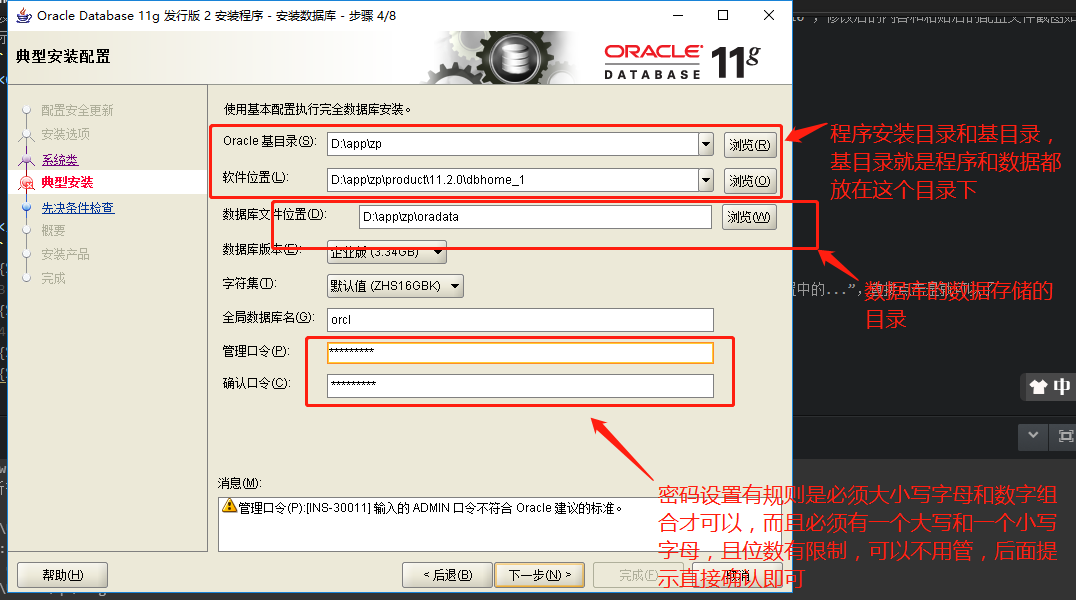 Oracle Database 11g 发行版 2 安装程序 - 安装数据库 - 步骤 4/8
典型安装配置
ORACLE
DATABASE 11g
配置安全更新
安装选项
系统类
典型安装
先决条件检查
概要
安装产品
完成
使用基本配置执行完全数据库安装。
Oracle 基目录(S): D:\app\zp 浏览(R)
软件位置(L): D:\app\zp\product\11.2.0\dbhome_1 浏览(O)
数据库文件位置(D): D:\app\zp\oradata 浏览(W)
数据库版本(E): 企业版 (3.34GB)
字符集(T): 默认值 (ZHS16GBK)
全局数据库名(G): orcl
管理口令(P): *********
确认口令(C): *********
消息(M):
管理口令(P):[INS-30011] 输入的 ADMIN 口令不符合 Oracle 建议的标准。
帮助(H) < 后退(B) 下一步(N) > 完成(F) 取消
程序安装目录和基目录，
基目录就是程序和数据都
放在这个目录下
数据库的数据存储的
目录
密码设置有规则是必须大小写字母和数字组
合才可以，而且必须有一个大写和一个小写
字母，且位数有限制，可以不用管，后面提
示直接确认即可
中